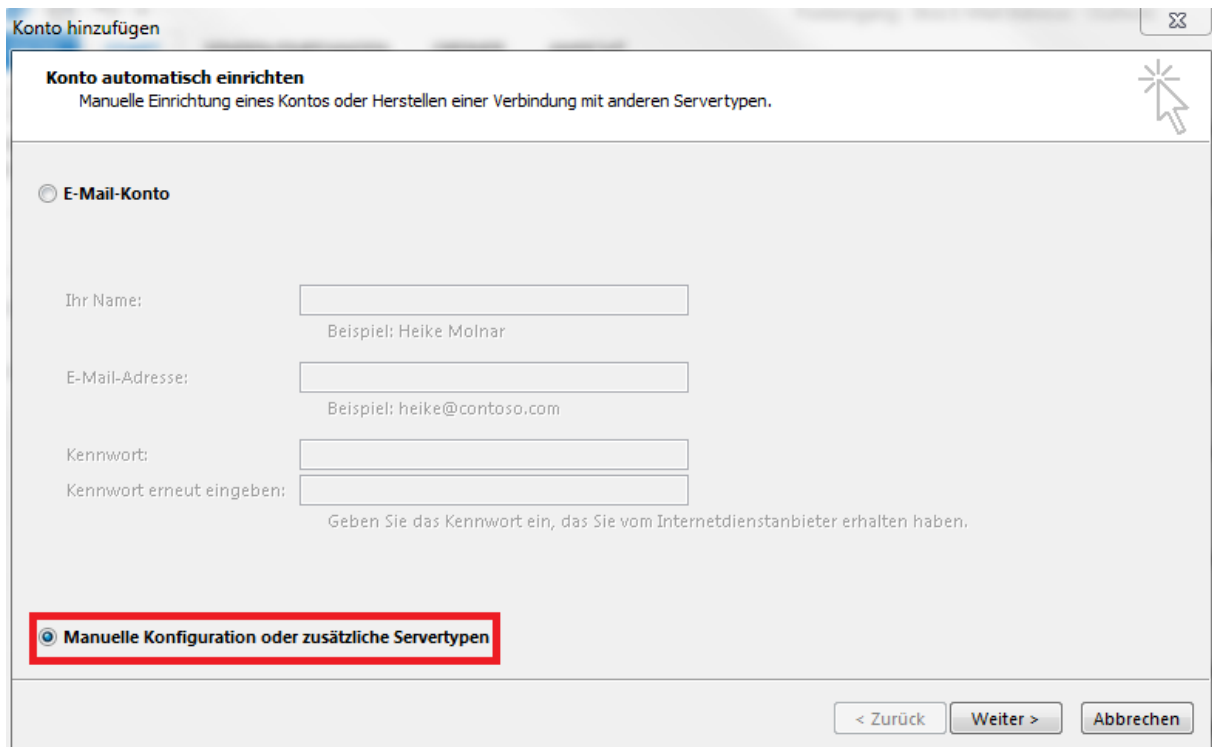 Konto hinzufügen
Konto automatisch einrichten
Manuelle Einrichtung eines Kontos oder Herstellen einer Verbindung mit anderen Servertypen.
E-Mail-Konto
Ihr Name:
Beispiel: Heike Molnar
E-Mail-Adresse:
Beispiel: heike@contoso.com
Kennwort:
Kennwort erneut eingeben:
Geben Sie das Kennwort ein, das Sie vom Internetdienstanbieter erhalten haben.
Manuelle Konfiguration oder zusätzliche Servertypen
< Zurück Weiter > Abbrechen